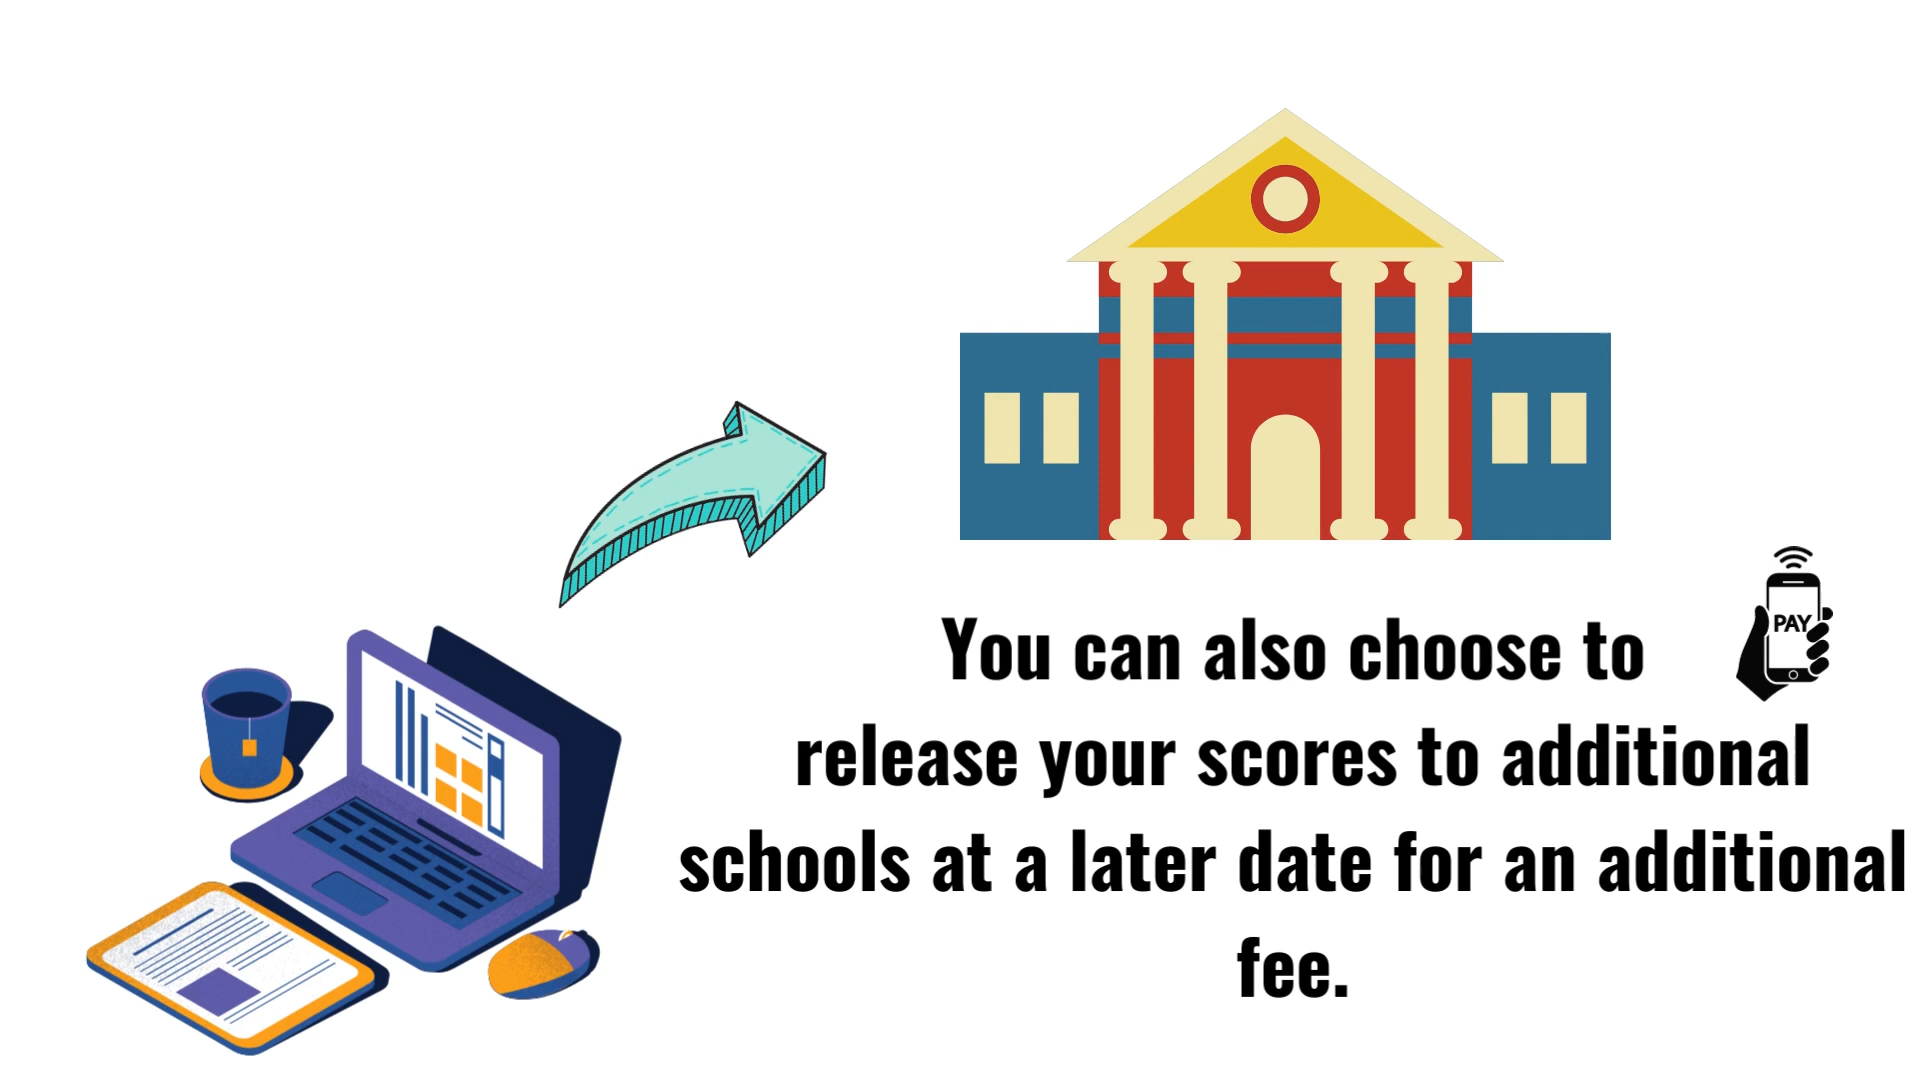 PAY
You can also choose to
release your scores to additional
schools at a later date for an additional
fee.